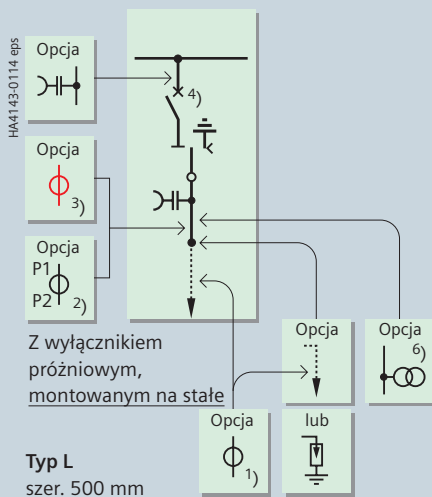 HA4143-0114 eps
Opcja
4)
Opcja
3)
Opcja
P1
P2
2)
Z wyłącznikiem
próżniowym,
montowanym na stałe
Opcja
Opcja
6)
Opcja
1)
lub
Typ L
szer. 500 mm